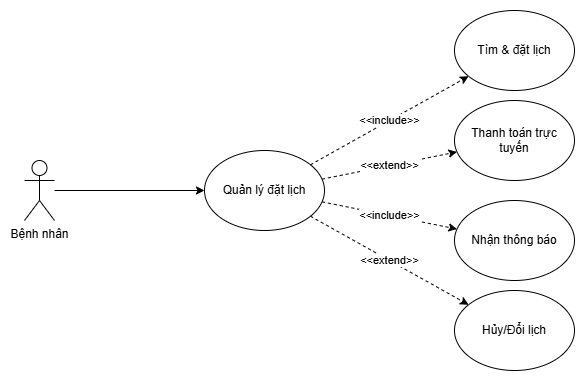 Tìm & đặt lịch
<<include>>
Thanh toán trực
tuyến
<<extend>>
Quản lý đặt lịch
Bệnh nhân
<<include>>
Nhận thông báo
<<extend>>
Hủy/Đổi lịch